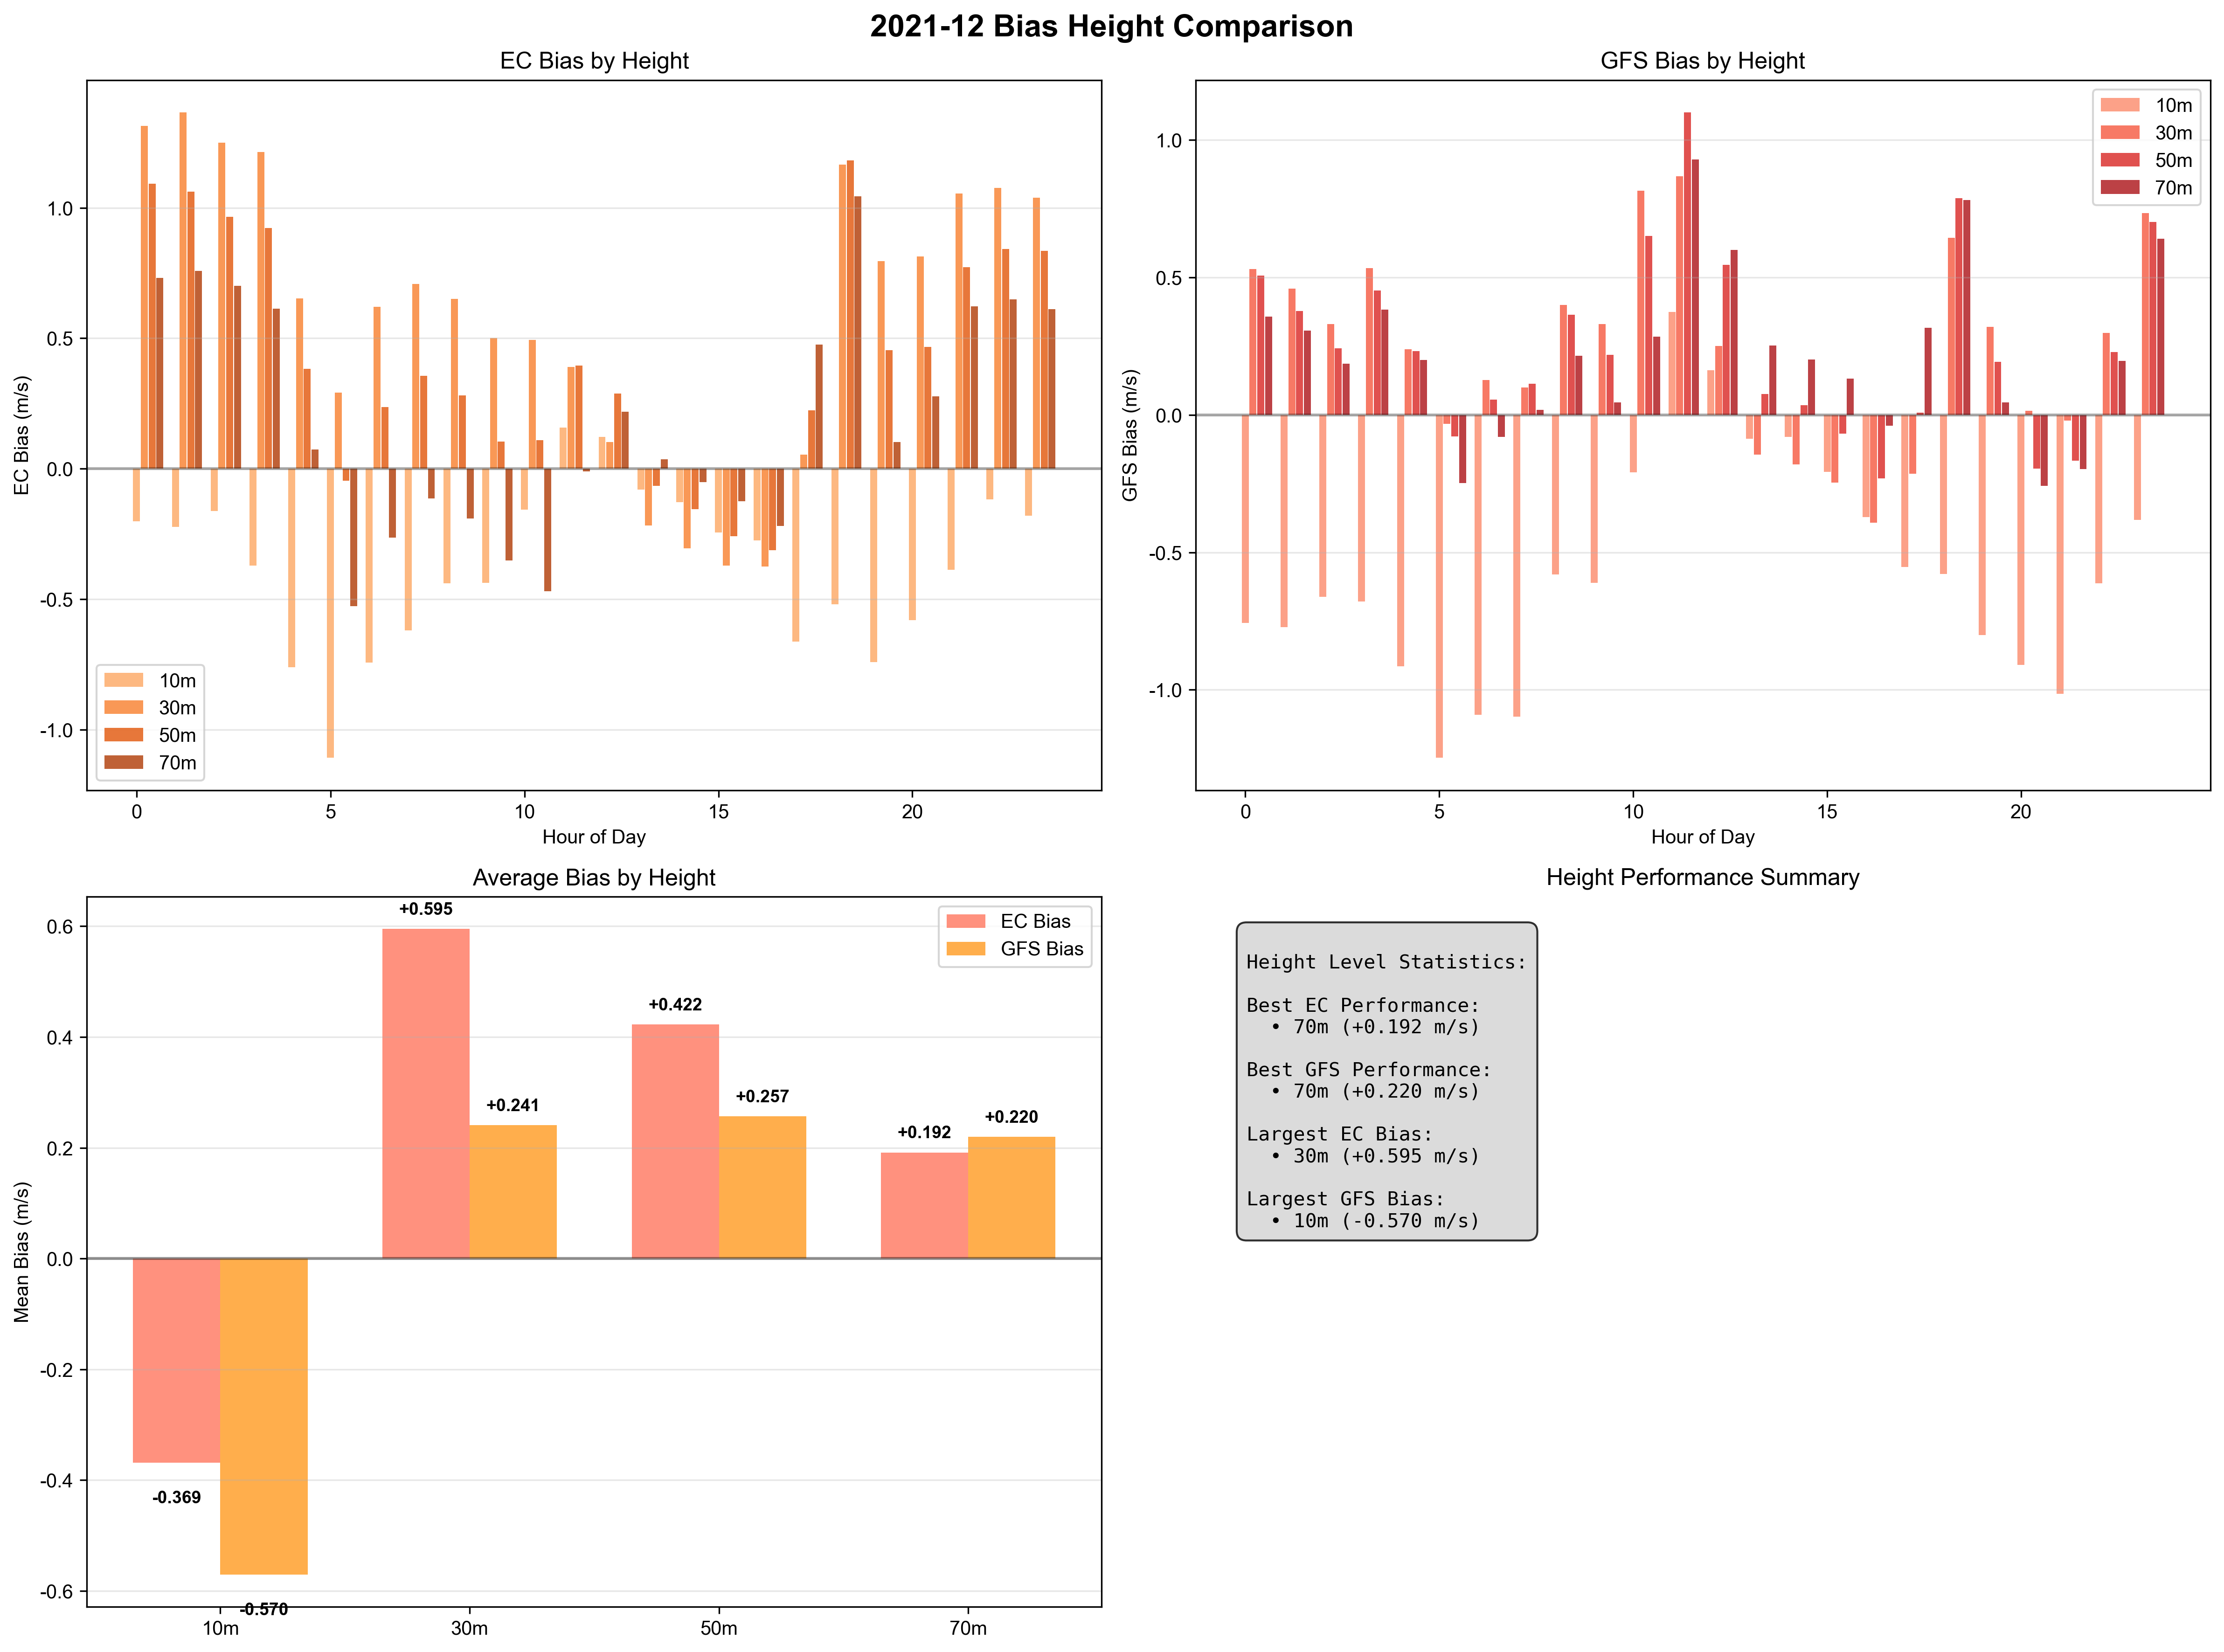 2021-12 Bias Height Comparison
EC Bias by Height
EC Bias (m/s)
1.0
0.5
0.0
-0.5
-1.0
10m
30m
50m
70m
0
5
10
15
20
Hour of Day
GFS Bias by Height
GFS Bias (m/s)
1.0
0.5
0.0
-0.5
-1.0
10m
30m
50m
70m
0
5
10
15
20
Hour of Day
Average Bias by Height
Mean Bias (m/s)
0.6
0.4
0.2
0.0
-0.2
-0.4
-0.6
EC Bias
GFS Bias
+0.595
+0.422
+0.241
+0.257
+0.192
+0.220
-0.369
-0.570
10m
30m
50m
70m
Height Performance Summary
Height Level Statistics:
Best EC Performance:
• 70m (+0.192 m/s)
Best GFS Performance:
• 70m (+0.220 m/s)
Largest EC Bias:
• 30m (+0.595 m/s)
Largest GFS Bias:
• 10m (-0.570 m/s)